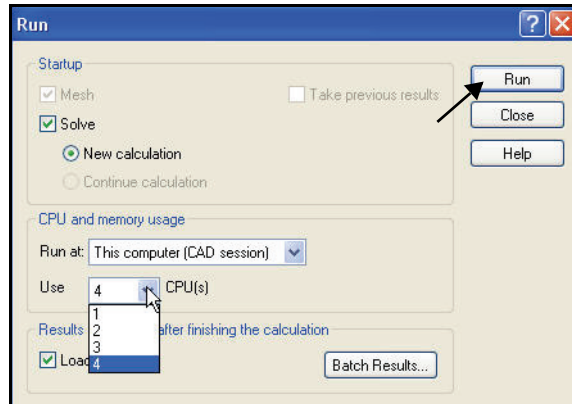 Run
Startup
Mesh
Take previous results
Solve
New calculation
Continue calculation
CPU and memory usage
Run at: This computer (CAD session)
Use 4 CPU(s)
1
2
3
4
Results after finishing the calculation
Load
Batch Results...
Run
Close
Help